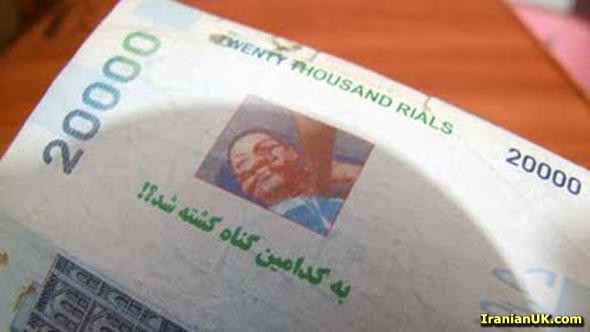 20000
TWENTY THOUSAND RIALS
20000
به کدامین گناه کشته شد؟!
IranianUK.com